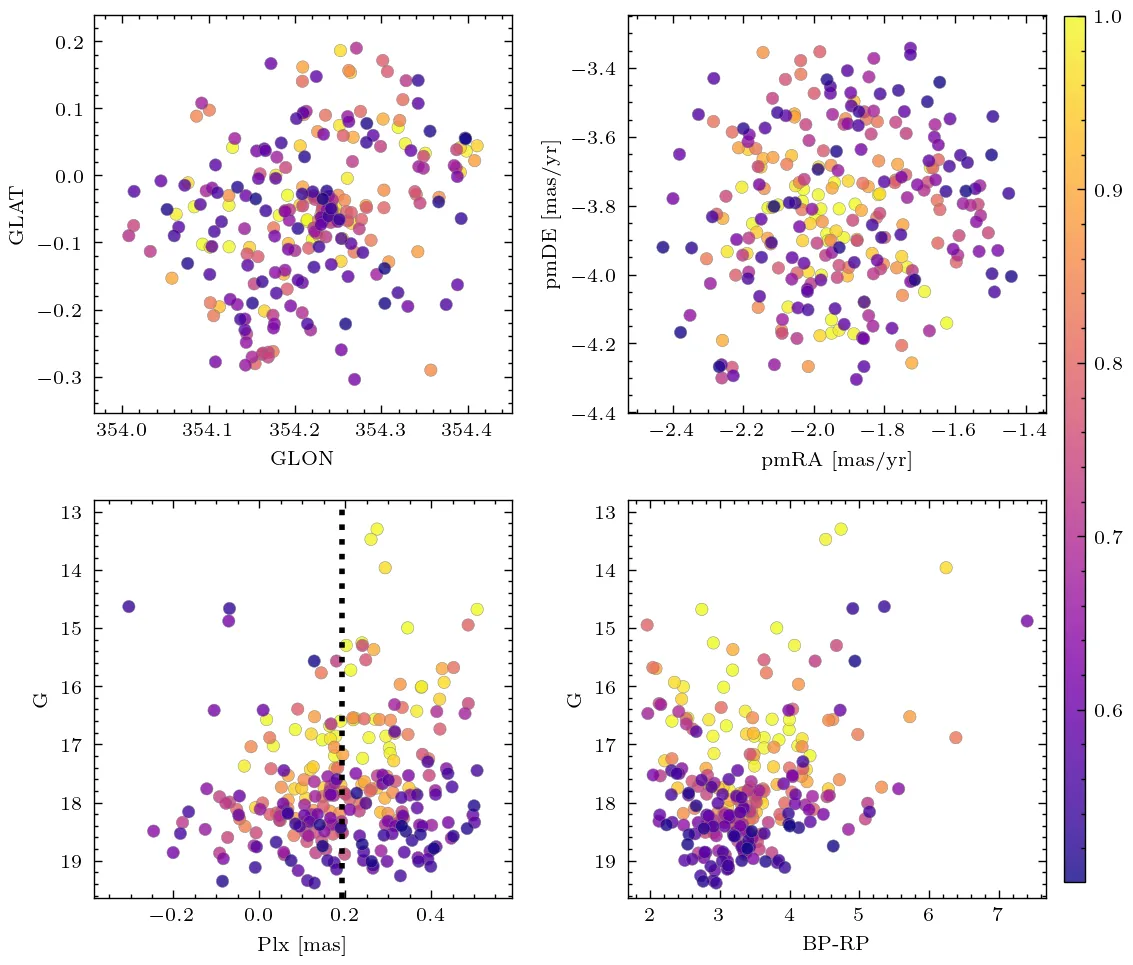 0.2
0.1
0.0
−0.1
−0.2
−0.3
GLAT
354.0 354.1 354.2 354.3 354.4
GLON
−3.4
−3.6
−3.8
−4.0
−4.2
−4.4
pmDE [mas/yr]
−2.4 −2.2 −2.0 −1.8 −1.6 −1.4
pmRA [mas/yr]
1.0
0.9
0.8
0.7
0.6
13
14
15
16
17
18
19
G
−0.2 0.0 0.2 0.4
Plx [mas]
13
14
15
16
17
18
19
G
2 3 4 5 6 7
BP-RP